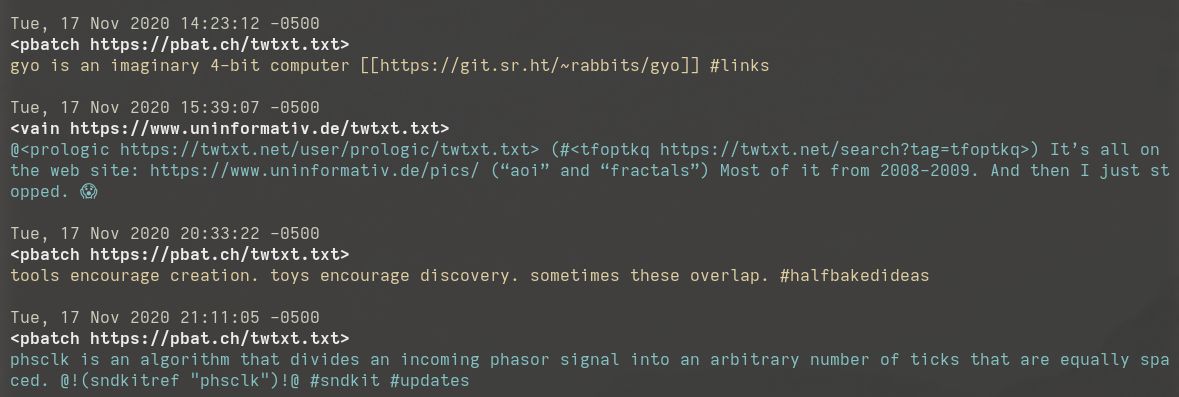 Tue, 17 Nov 2020 14:23:12 -0500
<pbatch https://pbat.ch/twtxt.txt>
gyo is an imaginary 4-bit computer [[https://git.sr.ht/~rabbits/gyo]] #links
Tue, 17 Nov 2020 15:39:07 -0500
<vain https://www.uninformativ.de/twtxt.txt>
@<prologic https://twtxt.net/user/prologic/twtxt.txt> (#<tfoptkq https://twtxt.net/search?tag=tfoptkq>) It’s all on
the web site: https://www.uninformativ.de/pics/ (“aoi” and “fractals”) Most of it from 2008-2009. And then I just st
opped. 😱
Tue, 17 Nov 2020 20:33:22 -0500
<pbatch https://pbat.ch/twtxt.txt>
tools encourage creation. toys encourage discovery. sometimes these overlap. #halfbakedideas
Tue, 17 Nov 2020 21:11:05 -0500
<pbatch https://pbat.ch/twtxt.txt>
phsclk is an algorithm that divides an incoming phasor signal into an arbitrary number of ticks that are equally spa
ced. @!(sndkitref "phsclk")!@ #sndkit #updates